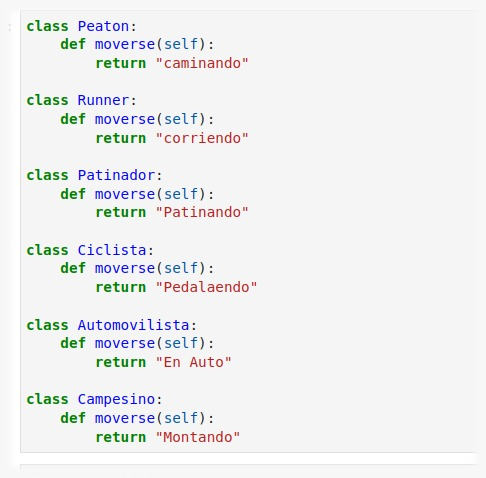 class Peaton:
    def moverse(self):
        return "caminando"

class Runner:
    def moverse(self):
        return "corriendo"

class Patinador:
    def moverse(self):
        return "Patinando"

class Ciclista:
    def moverse(self):
        return "Pedalaendo"

class Automovilista:
    def moverse(self):
        return "En Auto"

class Campesino:
    def moverse(self):
        return "Montando"